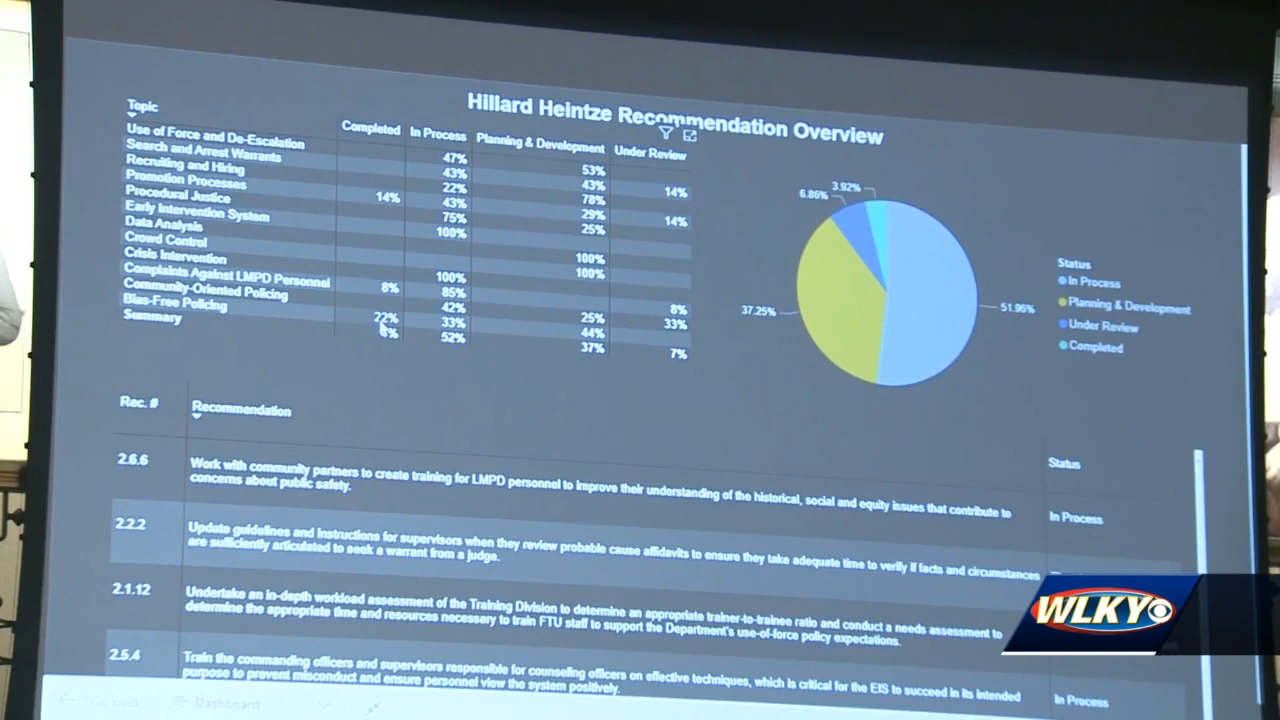 Hillard Heintze Recommendation Overview
Topic Completed In Process Planning & Development Under Review
Use of Force and De-Escalation 47% 53%
Search and Arrest Warrants 43% 43% 14%
Recruiting and Hiring 22% 78%
Promotion Processes 14% 43% 29% 14%
Procedural Justice 75% 25%
Early Intervention System 100%
Data Analysis 100%
Crowd Control 100%
Crisis Intervention 100%
Complaints Against LMPD Personnel 8% 85% 8%
Community-Oriented Policing 42% 25% 33%
Bias-Free Policing 22% 33% 44%
Summary 52% 37% 7%
3.92%
6.86%
37.25%
51.96%
Status
In Process
Planning & Development
Under Review
Completed
Rec. # Recommendation Status
2.6.6 Work with community partners to create training for LMPD personnel to improve their understanding of the historical, social and equity issues that contribute to In Process
concerns about public safety.
2.2.2 Update guidelines and instructions for supervisors when they review probable cause affidavits to ensure they take adequate time to verify if facts and circumstances
are sufficiently articulated to seek a warrant from a judge.
2.1.12 Undertake an in-depth workload assessment of the Training Division to determine an appropriate trainer-to-trainee ratio and conduct a needs assessment to
determine the appropriate time and resources necessary to train FTU staff to support the Department's use-of-force policy expectations.
2.5.4 Train the commanding officers and supervisors responsible for counseling officers on effective techniques, which is critical for the EIS to succeed in its intended In Process
purpose to prevent misconduct and ensure personnel view the system positively.
Go back Dashboard
WLKY